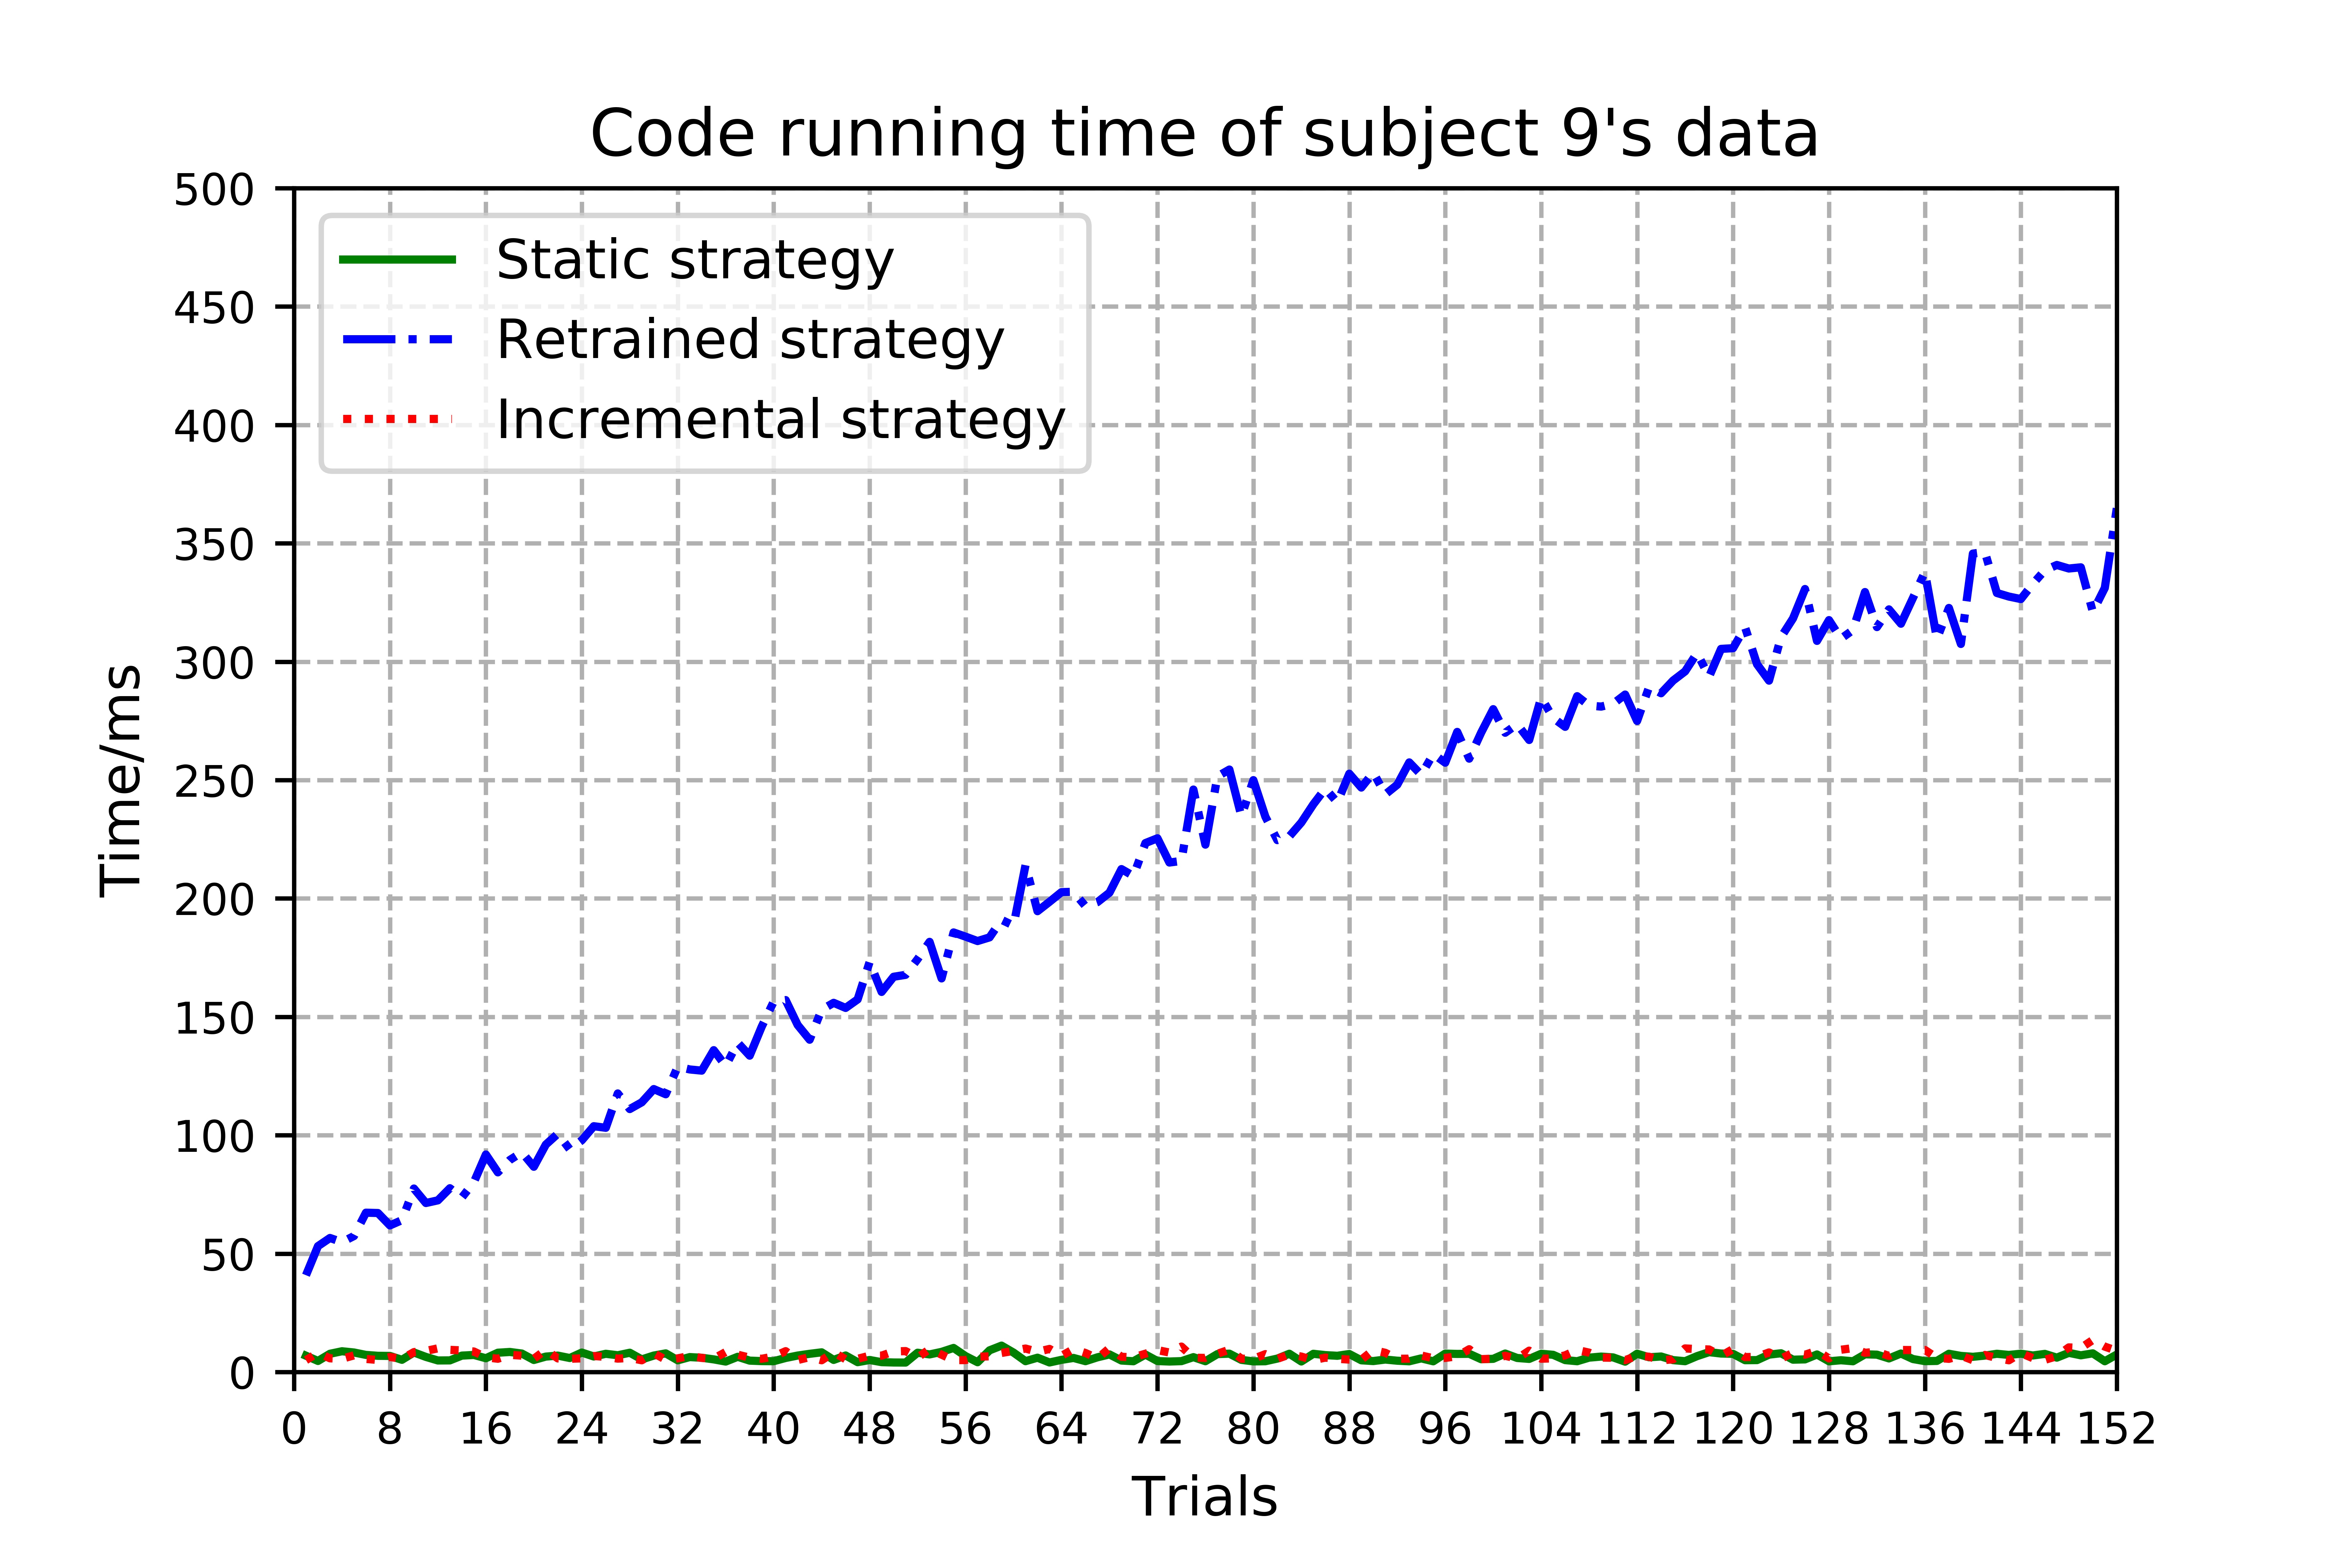 Code running time of subject 9's data
500
450
400
350
300
250
200
150
100
50
0
Static strategy
Retrained strategy
Incremental strategy
Time/ms
0 8 16 24 32 40 48 56 64 72 80 88 96 104 112 120 128 136 144 152
Trials